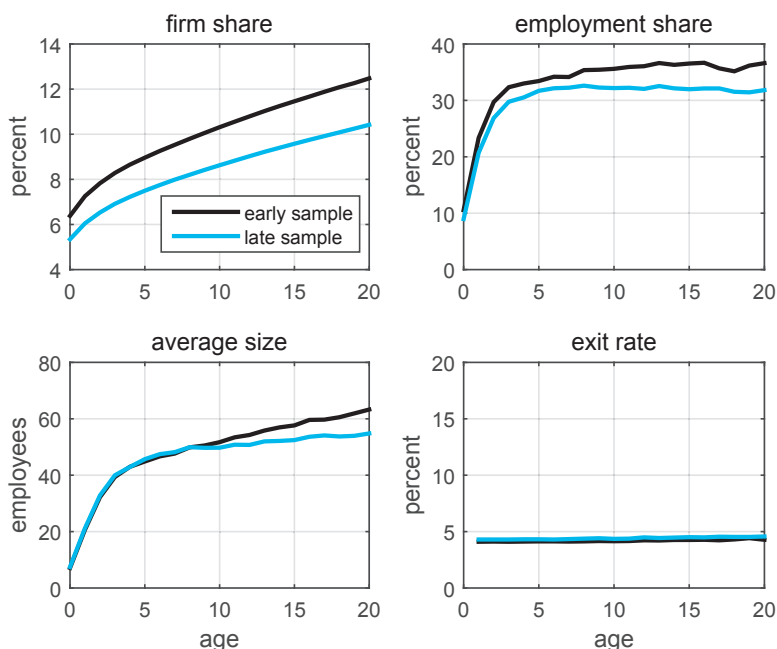 firm share
14
12
10
8
6
4
percent
early sample
late sample
0 5 10 15 20
employment share
40
30
20
10
0
percent
0 5 10 15 20
average size
80
60
40
20
0
employees
0 5 10 15 20
age
exit rate
20
15
10
5
0
percent
0 5 10 15 20
age